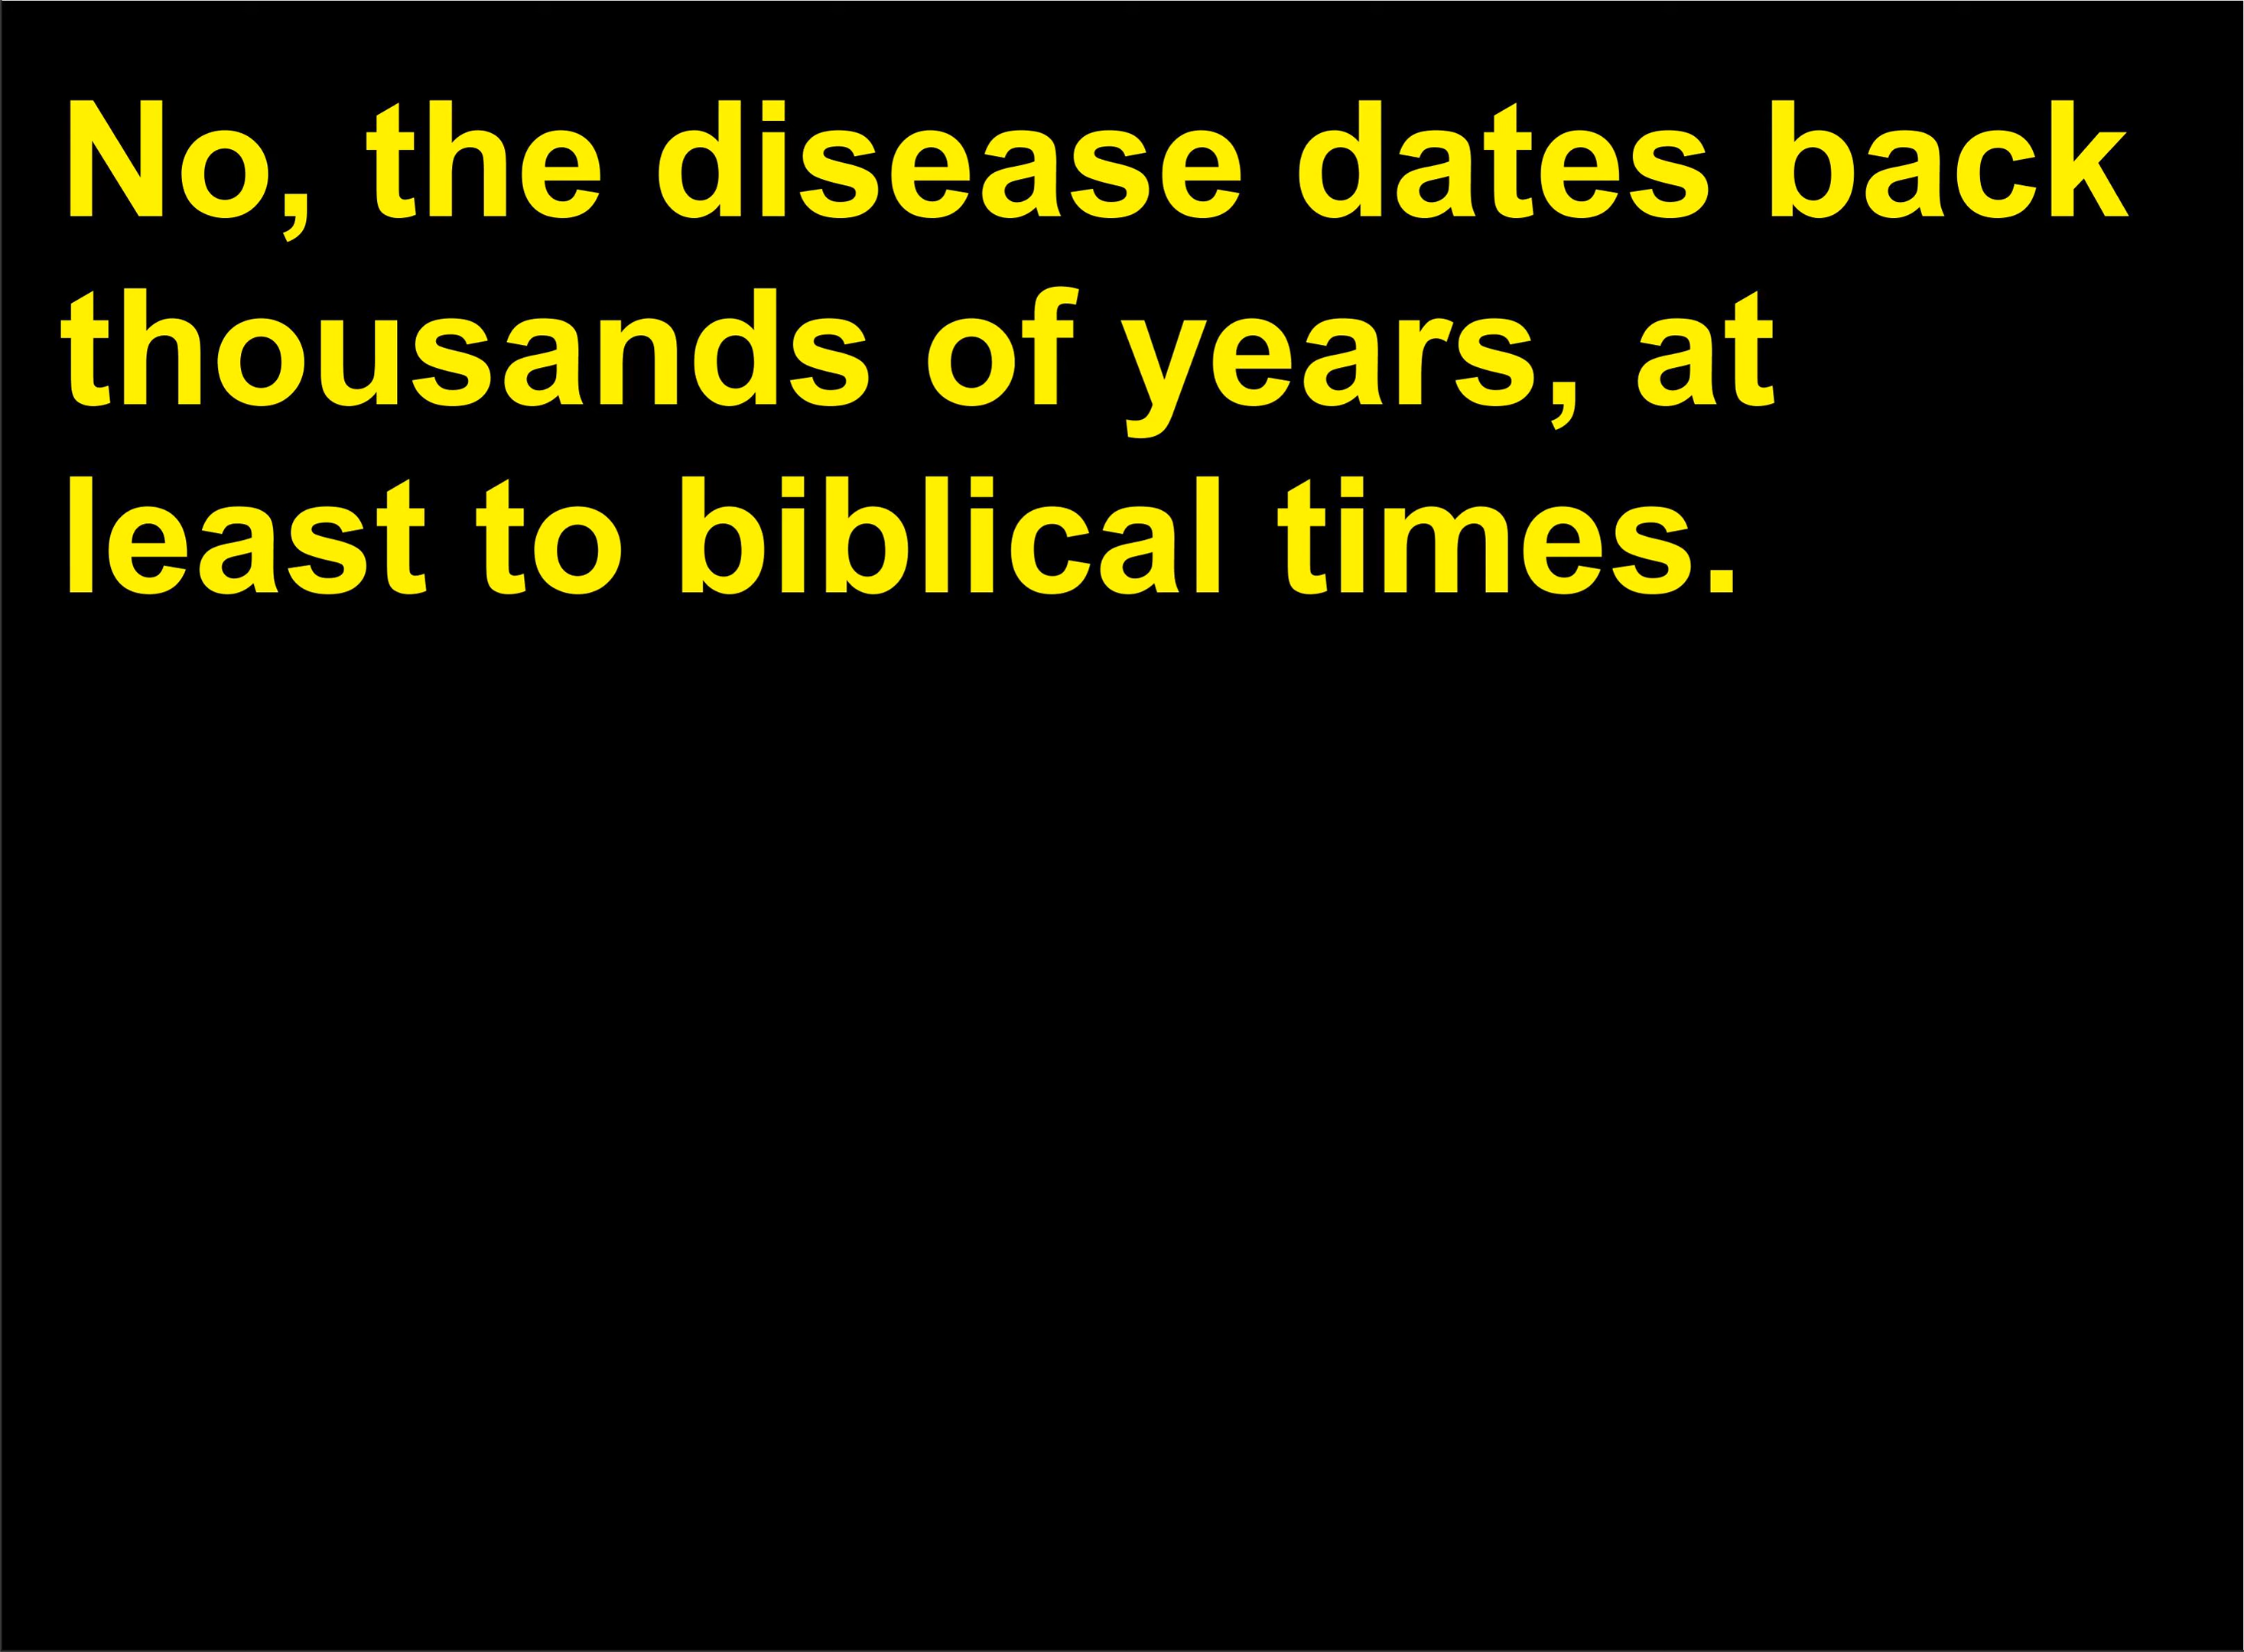 No, the disease dates back
thousands of years, at
least to biblical times.